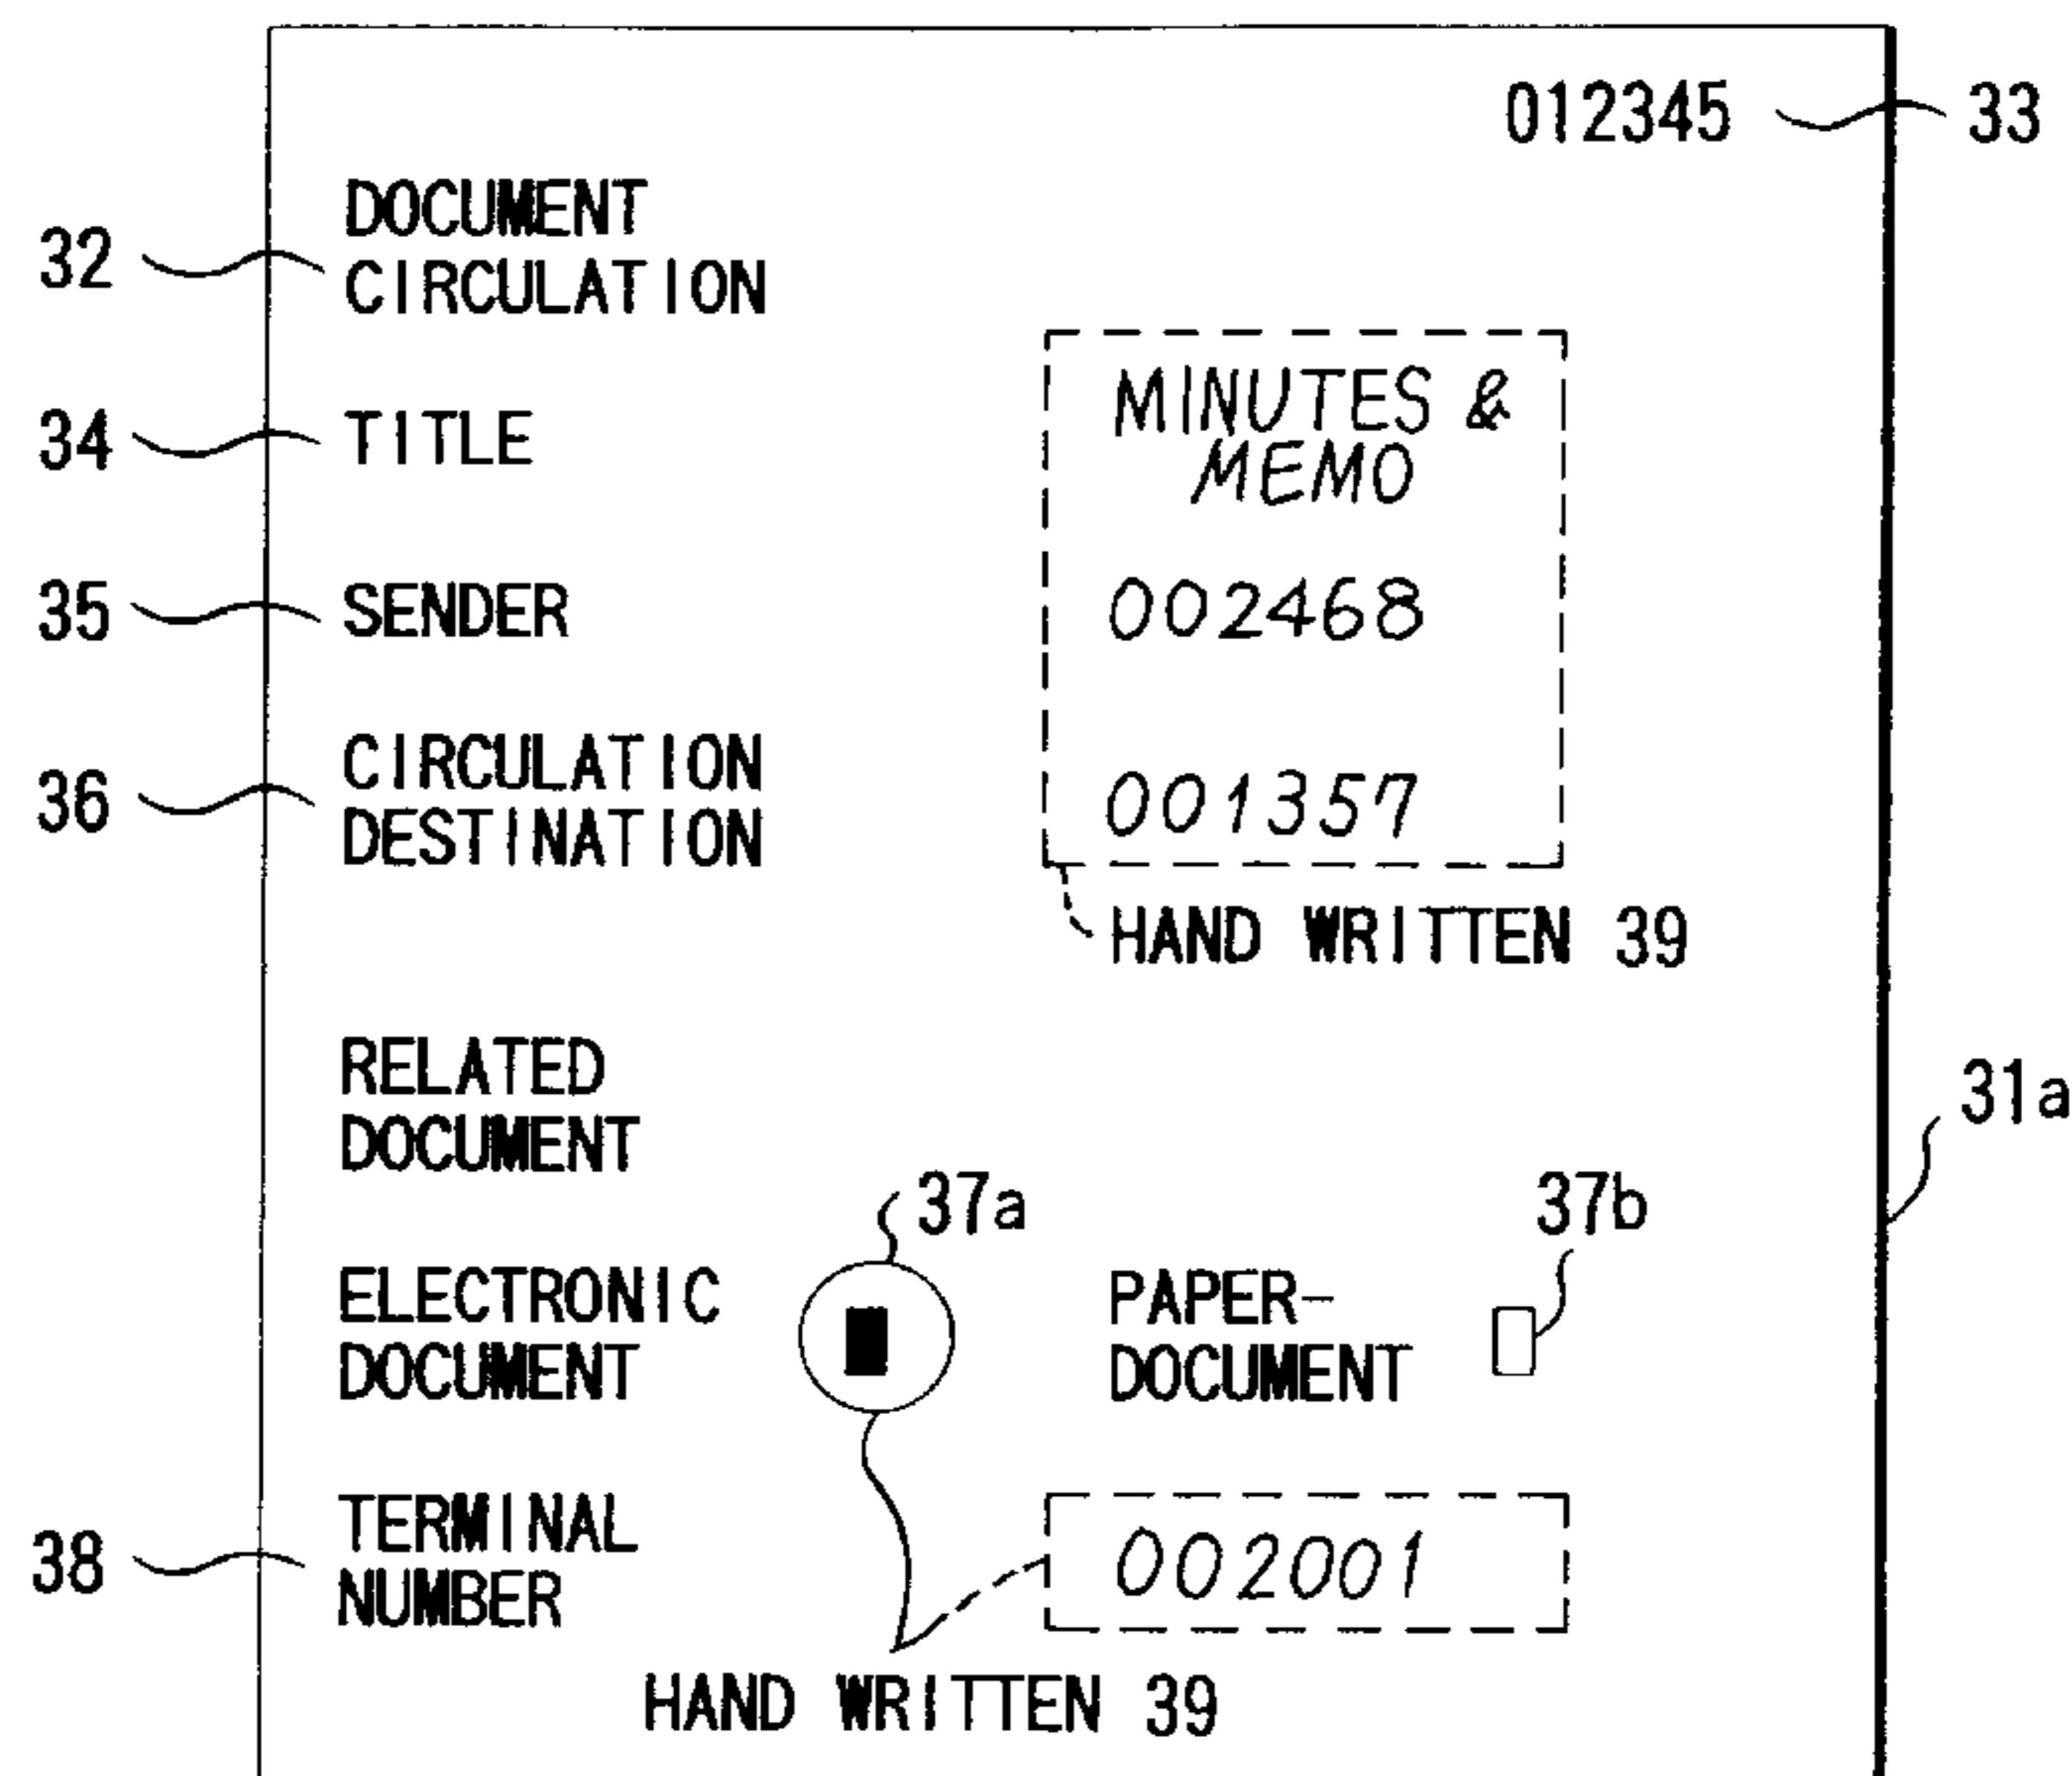 012345 33
DOCUMENT
32 CIRCULATION
34 TITLE MINUTES &
MEMO
35 SENDER 002468
CIRCULATION
36 DESTINATION 001357
HAND WRITTEN 39
RELATED
DOCUMENT
31a
37a 37b
ELECTRONIC PAPER-
DOCUMENT DOCUMENT
TERMINAL
38 NUMBER 002001
HAND WRITTEN 39